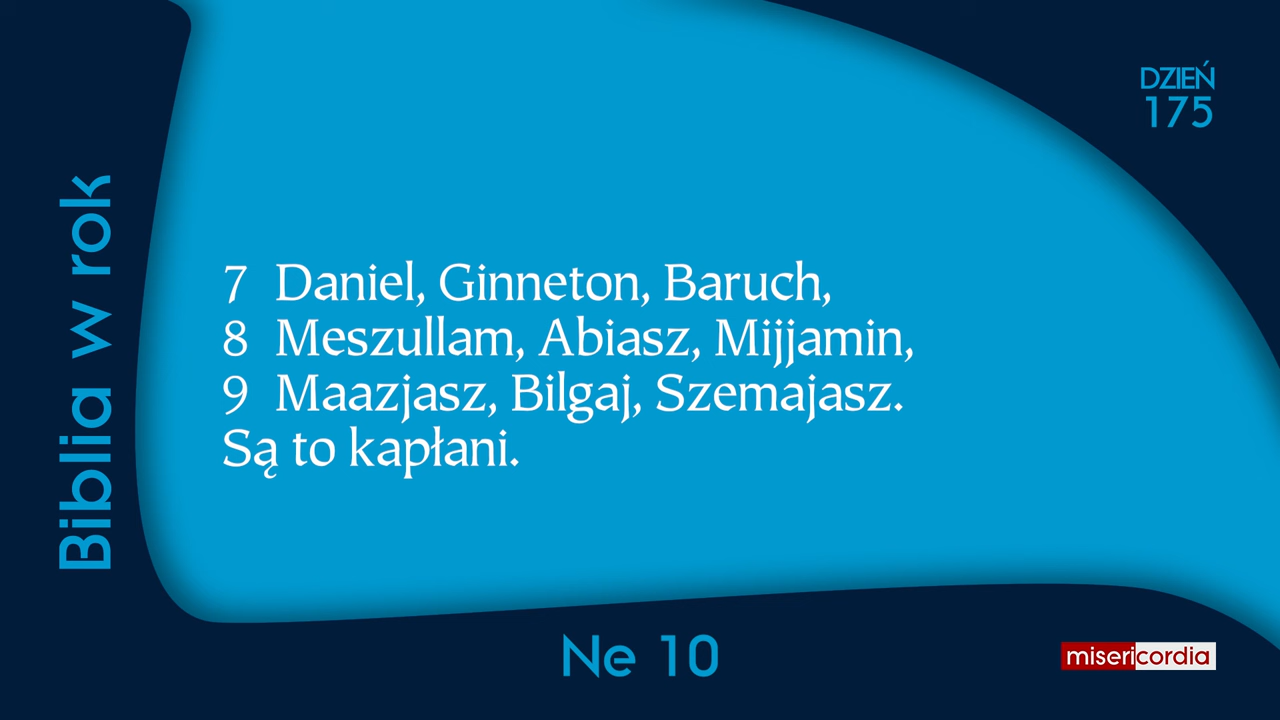 DZIEŃ
175
Biblia w rok
7 Daniel, Ginneton, Baruch,
8 Meszullam, Abiasz, Mijjamin,
9 Maazjasz, Bilgaj, Szemajasz.
Są to kapłani.
Ne 10
misericordia